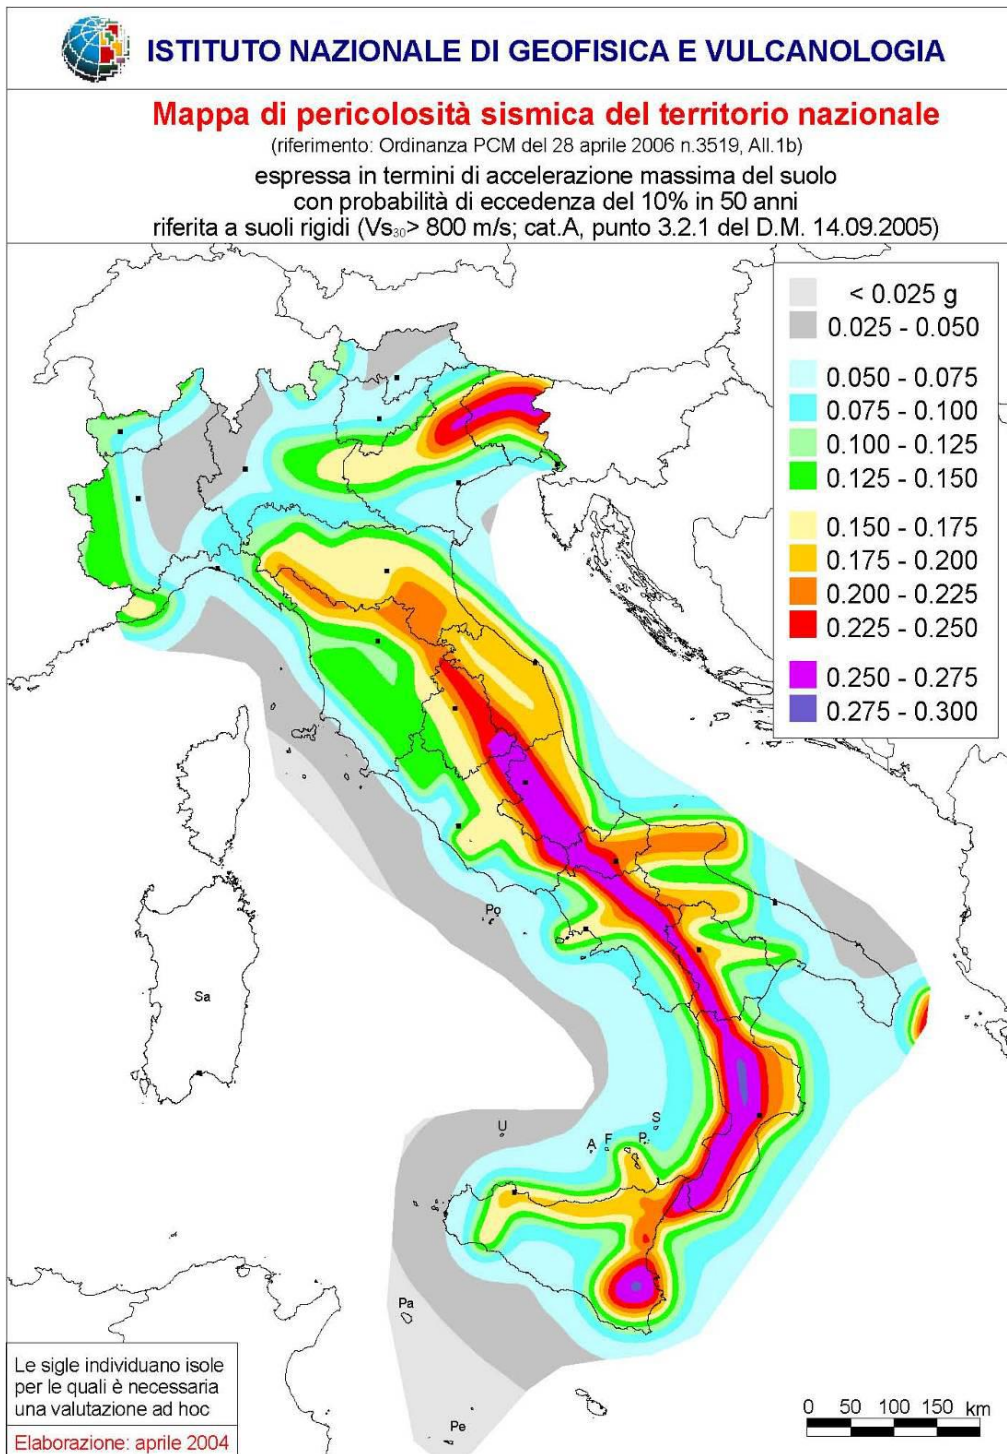 ISTITUTO NAZIONALE DI GEOFISICA E VULCANOLOGIA
Mappa di pericolosità sismica del territorio nazionale
(riferimento: Ordinanza PCM del 28 aprile 2006 n.3519, All.1b)
espressa in termini di accelerazione massima del suolo
con probabilità di eccedenza del 10% in 50 anni
riferita a suoli rigidi (Vs₃₀> 800 m/s; cat.A, punto 3.2.1 del D.M. 14.09.2005)
< 0.025 g
0.025 - 0.050
0.050 - 0.075
0.075 - 0.100
0.100 - 0.125
0.125 - 0.150
0.150 - 0.175
0.175 - 0.200
0.200 - 0.225
0.225 - 0.250
0.250 - 0.275
0.275 - 0.300
Po
Sa
U
S
A
F
P
Pa
Pe
Le sigle individuano isole
per le quali è necessaria
una valutazione ad hoc
Elaborazione: aprile 2004
0 50 100 150 km